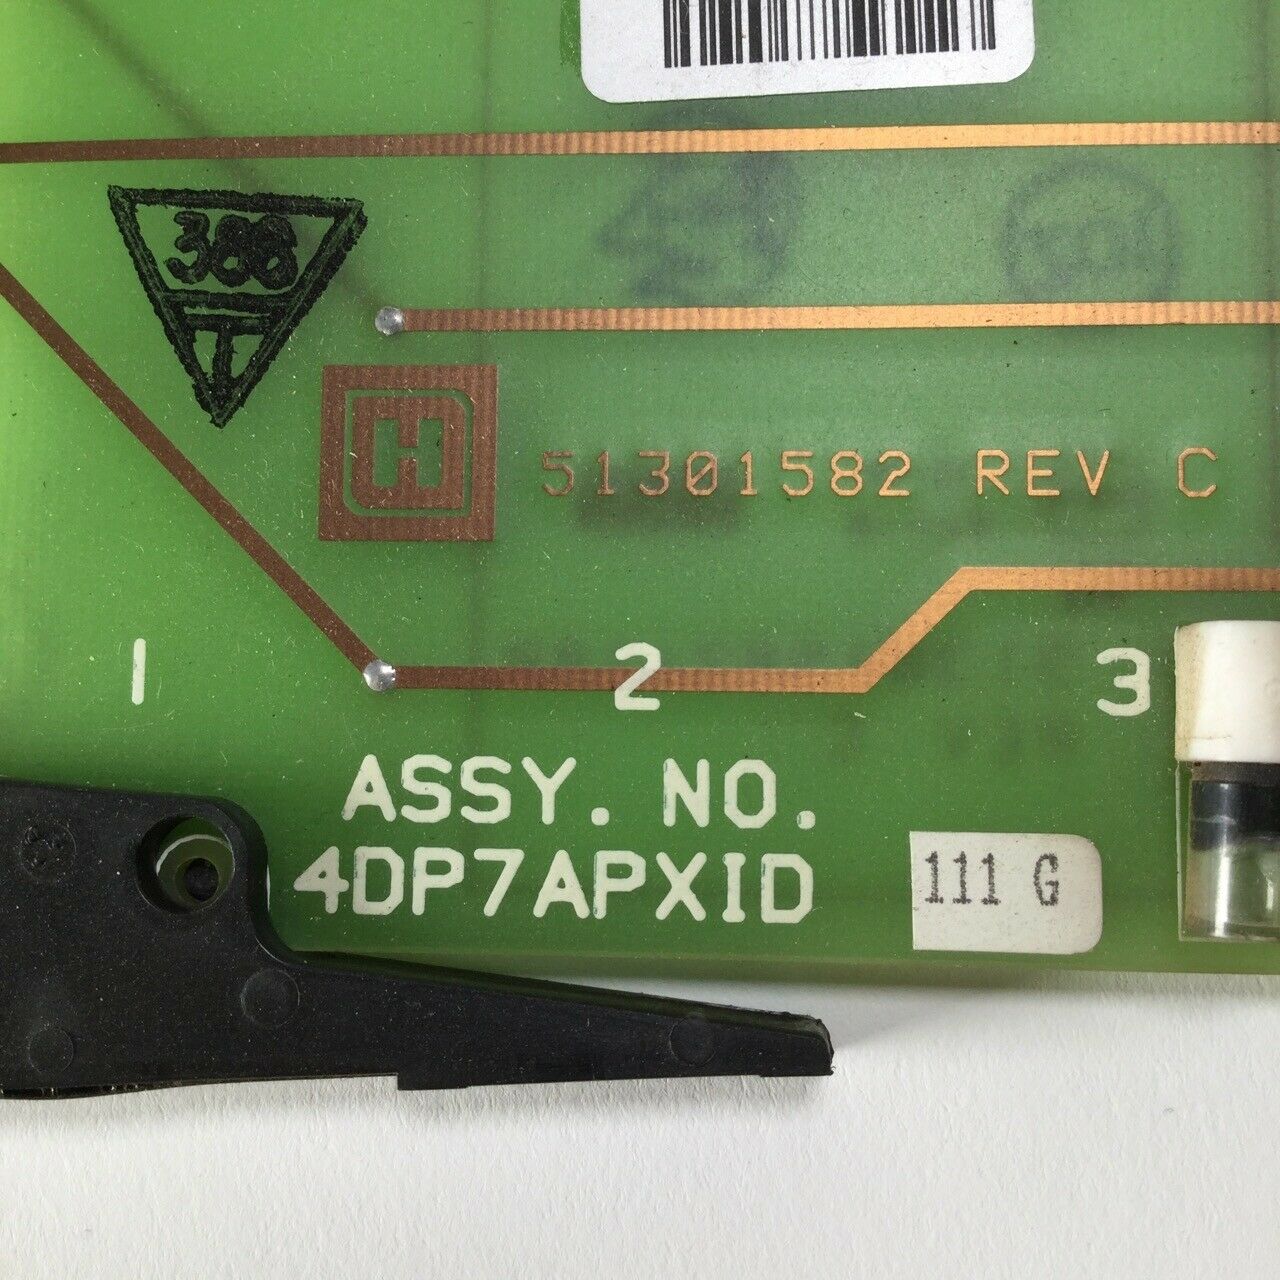 388
T
H
51301582 REV C
1 2 3
ASSY. NO.
4DP7APXID
111 G